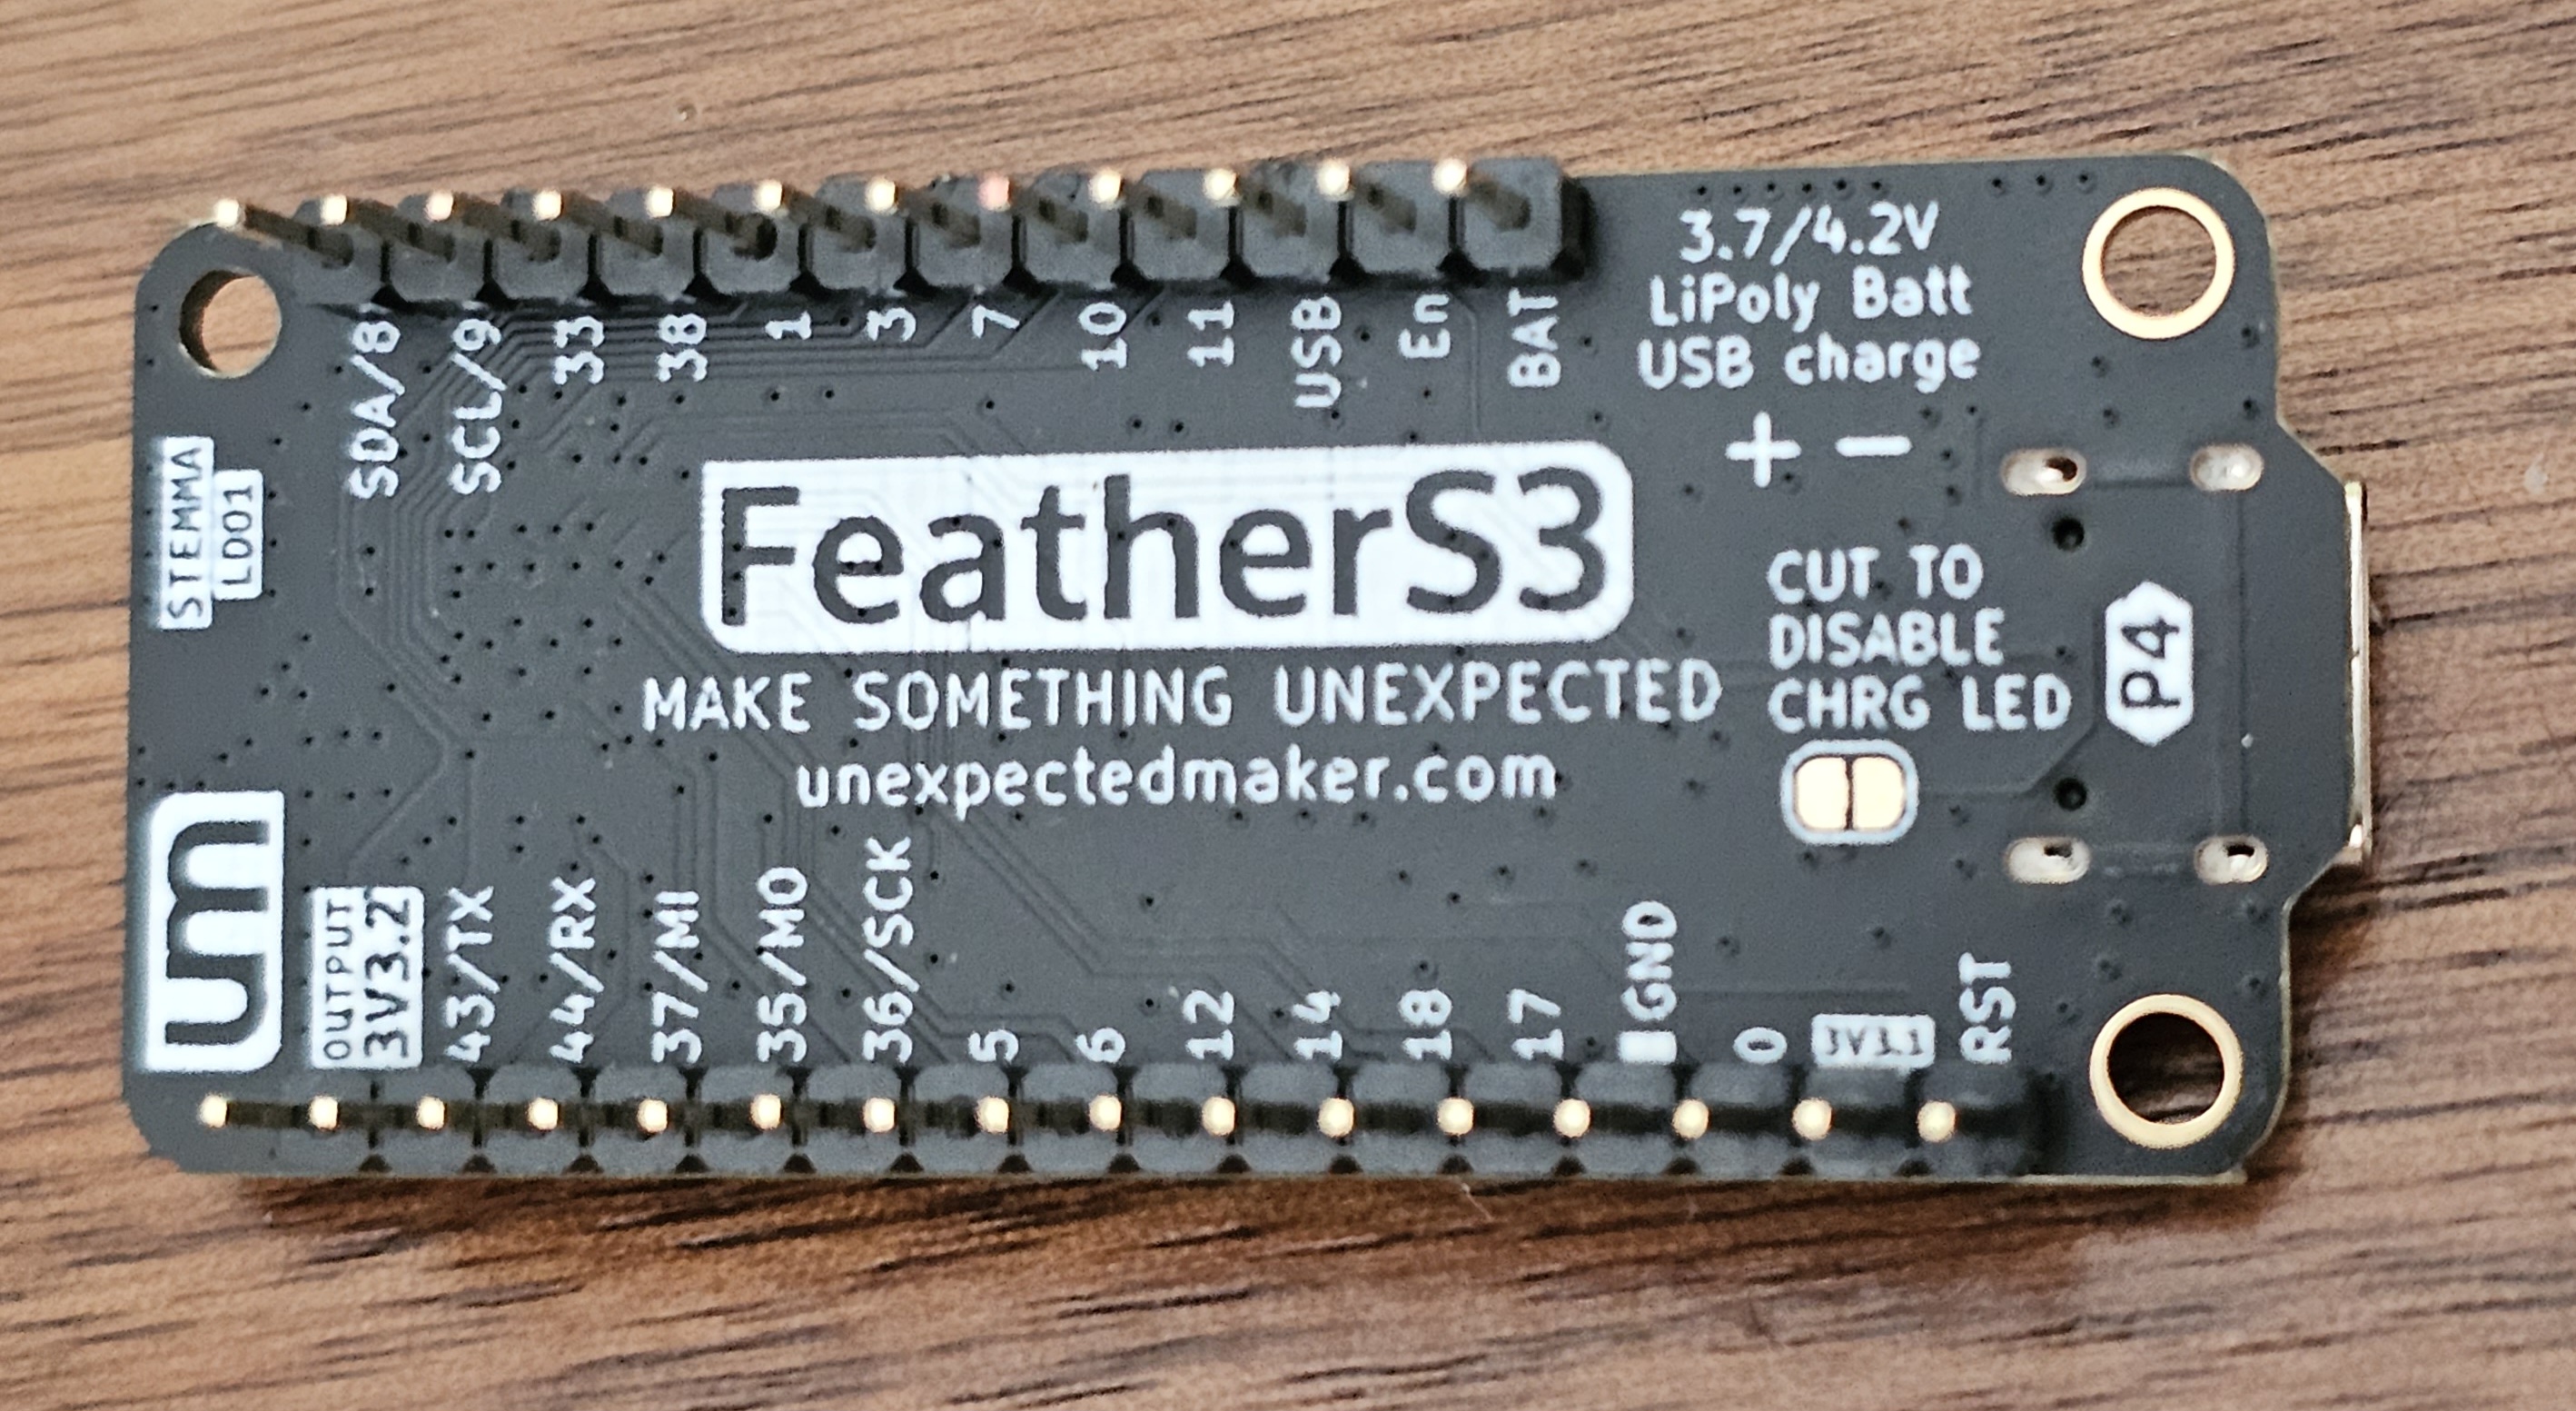 3.7/4.2V
LiPoly Batt
USB charge
+ −
SDA/8
SCL/9
33
38
1
3
7
10
11
USB
En
BAT
STEMMA
LDO1
FeatherS3
MAKE SOMETHING UNEXPECTED
unexpectedmaker.com
CUT TO
DISABLE
CHRG LED
P4
um
OUTPUT
3V3.2
43/TX
44/RX
37/MI
35/MO
36/SCK
5
6
12
14
18
17
GND
0
3V3.1
RST